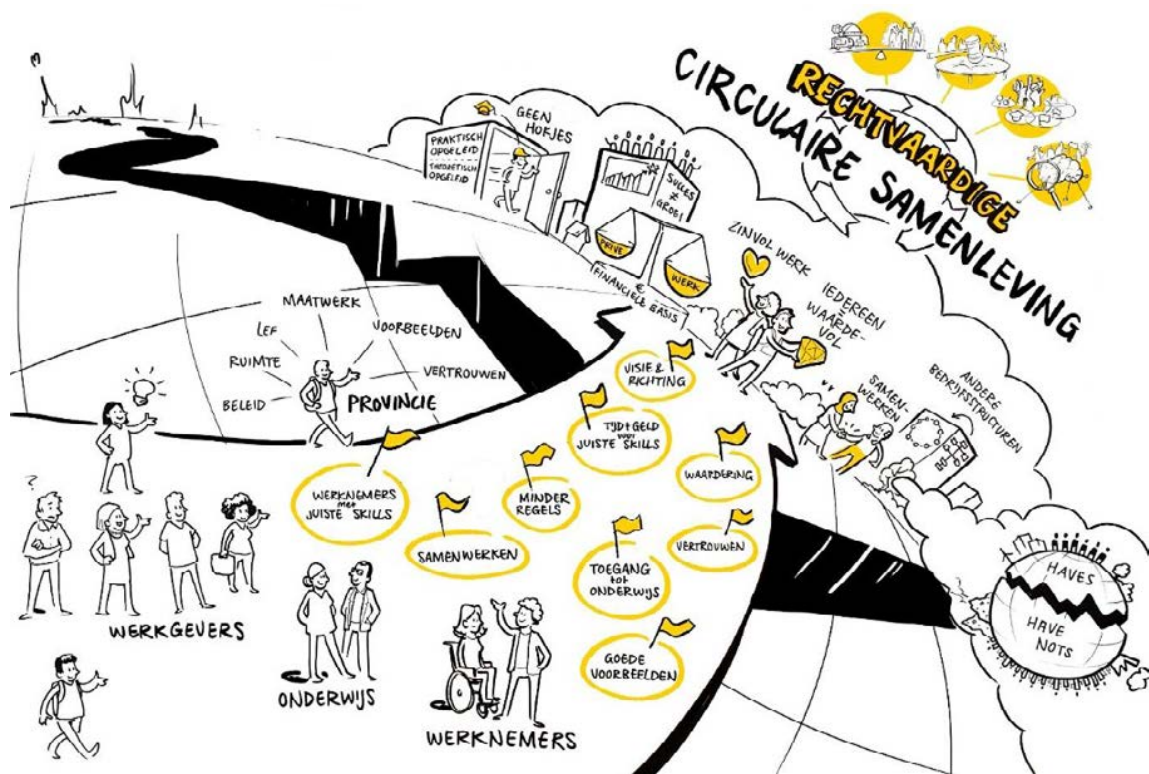 CIRCULAIRE
RECHTVAARDIGE
SAMENLEVING
GEEN
HOKJES
PRAKTISCH
OPGELEID
THEORETISCH
OPGELEID
SUCCES
≠
GROEI
PRIVE
WERK
€
FINANCIELE BASIS
ZINVOL WERK
IEDEREEN
WAARDE-
VOL
SAMEN-
WERKEN
ANDERE
BEDRIJFSSTRUCTUREN
HAVES
HAVE
NOTS
MAATWERK
LEF
VOORBEELDEN
RUIMTE
VERTROUWEN
BELEID
PROVINCIE
VISIE &
RICHTING
TIJD + GELD
voor
JUISTE SKILLS
WAARDERING
WERKNEMERS
met
JUISTE SKILLS
MINDER
REGELS
SAMENWERKEN
VERTROUWEN
TOEGANG
tot
ONDERWIJS
GOEDE
VOORBEELDEN
?
WERKGEVERS
ONDERWIJS
WERKNEMERS